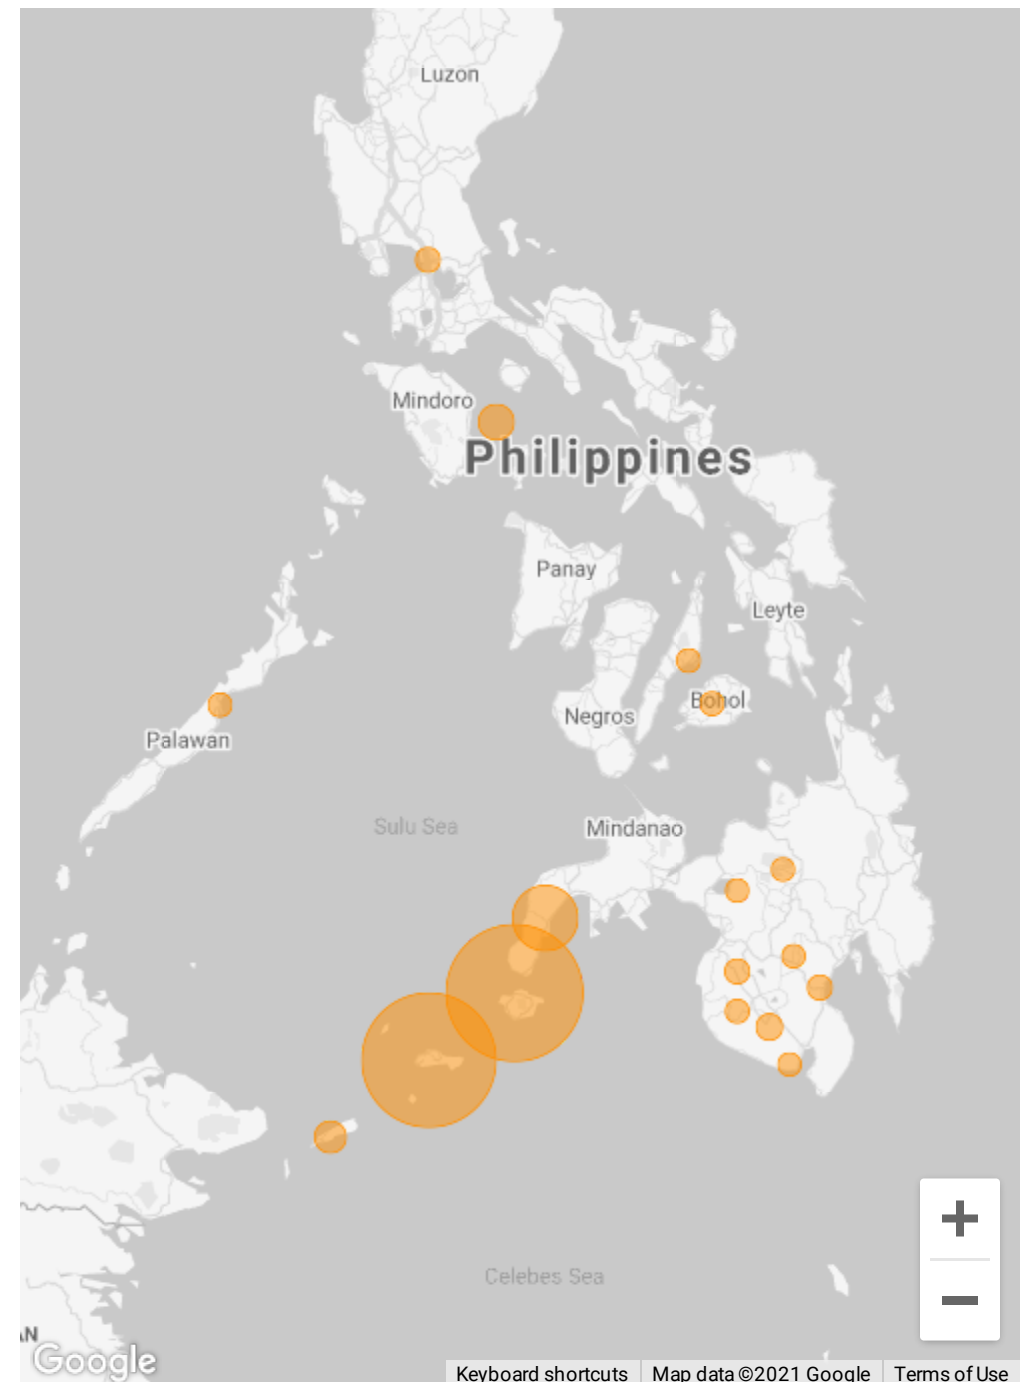 Luzon
Mindoro
Philippines
Panay
Leyte
Bohol
Negros
Palawan
Sulu Sea
Mindanao
Celebes Sea
+
−
AN
Google
Keyboard shortcuts
Map data ©2021 Google
Terms of Use